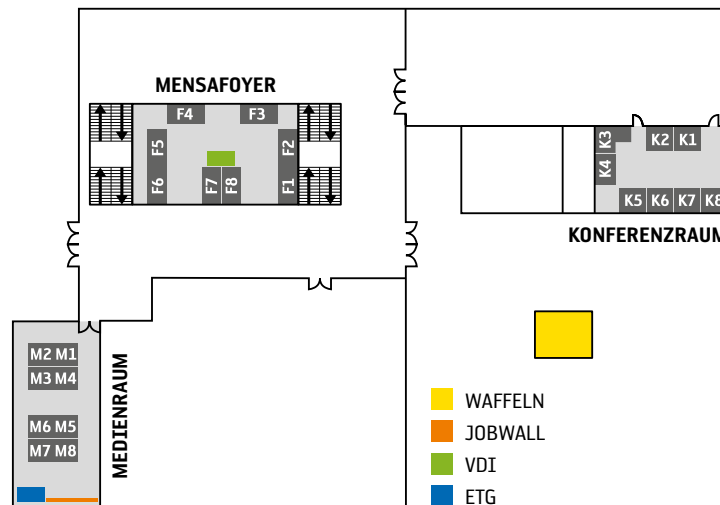 MENSAFOYER
F4 F3
F5
F2
F6
F7
F8
F1
K3
K2 K1
K4
K5 K6 K7 K8
KONFERENZRAUM
M2 M1
M3 M4
M6 M5
M7 M8
MEDIENRAUM
WAFFELN
JOBWALL
VDI
ETG